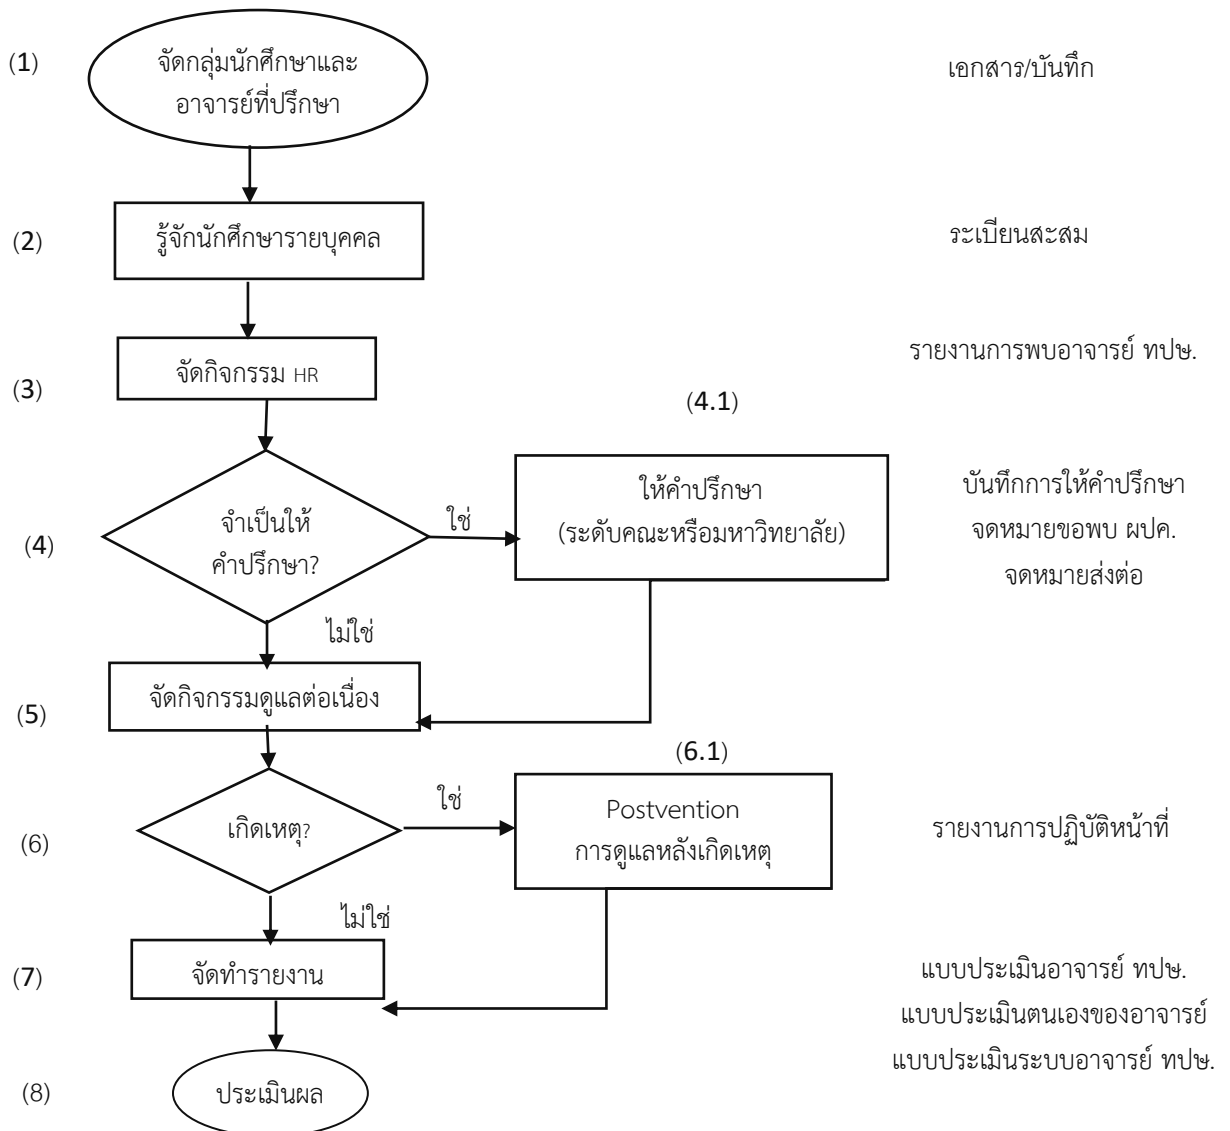 (1)
จัดกลุ่มนักศึกษาและ
อาจารย์ที่ปรึกษา
เอกสาร/บันทึก
(2)
รู้จักนักศึกษารายบุคคล
ระเบียนสะสม
(3)
จัดกิจกรรม HR
รายงานการพบอาจารย์ ทปษ.
(4)
จำเป็นให้
คำปรึกษา?
ใช่
(4.1)
ให้คำปรึกษา
(ระดับคณะหรือมหาวิทยาลัย)
บันทึกการให้คำปรึกษา
จดหมายขอพบ ผปค.
จดหมายส่งต่อ
ไม่ใช่
(5)
จัดกิจกรรมดูแลต่อเนื่อง
(6)
เกิดเหตุ?
ใช่
(6.1)
Postvention
การดูแลหลังเกิดเหตุ
รายงานการปฏิบัติหน้าที่
ไม่ใช่
(7)
จัดทำรายงาน
แบบประเมินอาจารย์ ทปษ.
แบบประเมินตนเองของอาจารย์
แบบประเมินระบบอาจารย์ ทปษ.
(8)
ประเมินผล